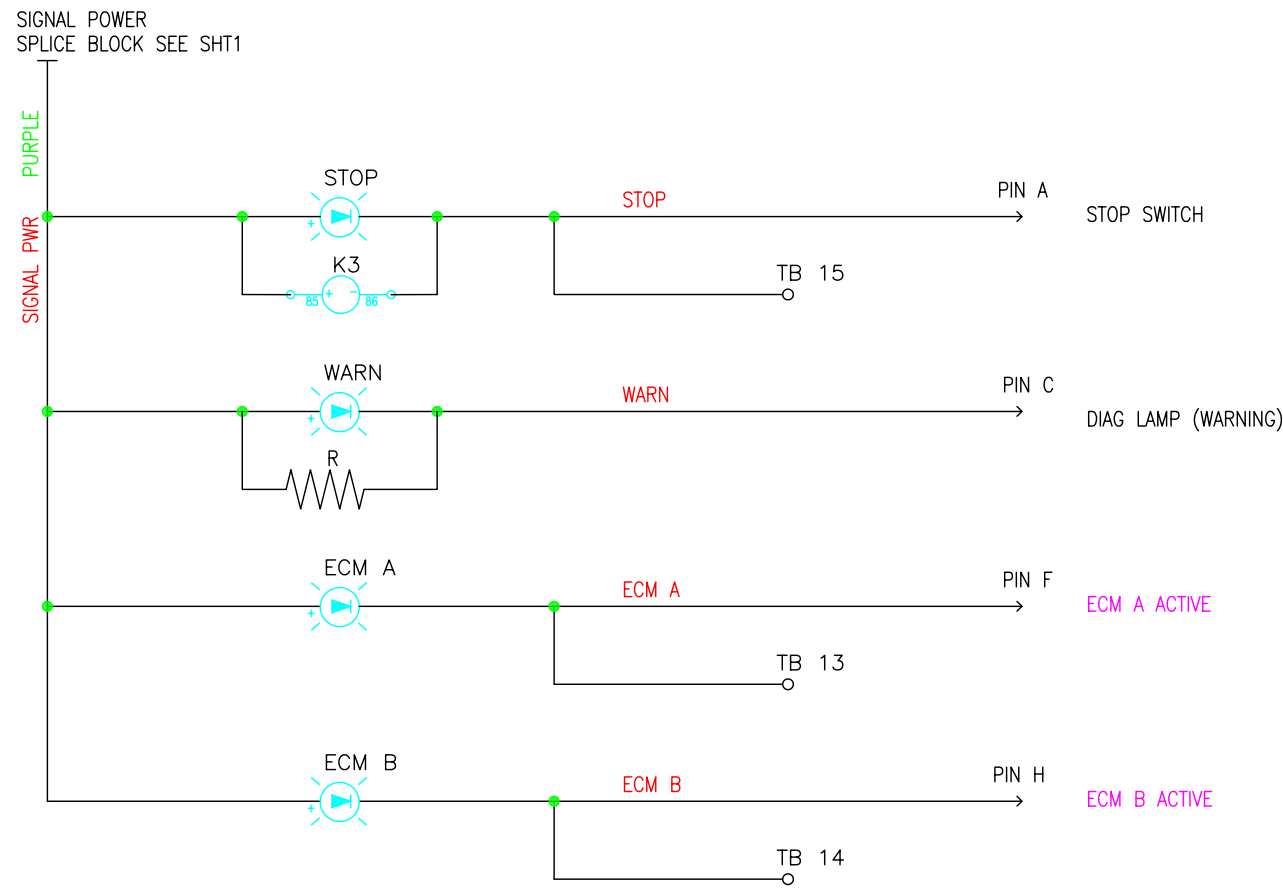 SIGNAL POWER
SPLICE BLOCK SEE SHT1
PURPLE
SIGNAL PWR
STOP
STOP
PIN A
STOP SWITCH
+
K3
85 + - 86
TB 15
WARN
WARN
PIN C
DIAG LAMP (WARNING)
+
R
ECM A
ECM A
PIN F
ECM A ACTIVE
+
TB 13
ECM B
ECM B
PIN H
ECM B ACTIVE
+
TB 14